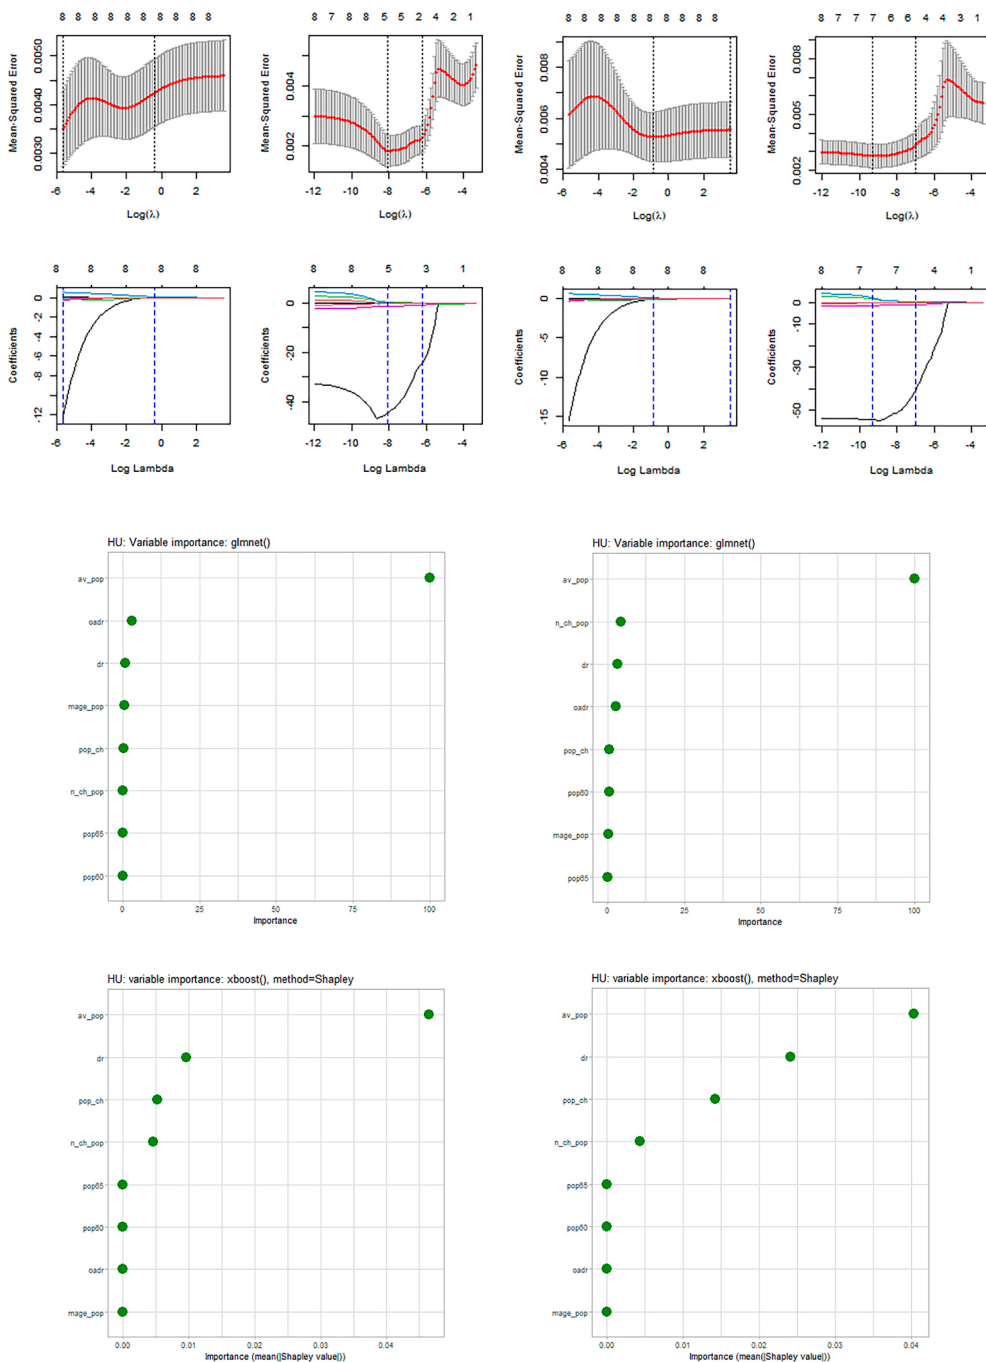 8 8 8 8 8 8 8 8 8
Mean-Squared Error
0.0050
0.0040
0.0030
-6 -4 -2 0 2
Log(λ)
8 7 8 8 5 5 2 4 2 1
Mean-Squared Error
0.004
0.002
-12 -10 -8 -6 -4
Log(λ)
8 8 8 8 8 8 8 8 8
Mean-Squared Error
0.008
0.006
0.005
0.004
-6 -4 -2 0 2
Log(λ)
8 7 7 7 6 6 4 4 3 1
Mean-Squared Error
0.008
0.005
0.002
-12 -10 -8 -6 -4
Log(λ)
8 8 8 8 8
Coefficients
0
-2
-4
-6
-8
-12
-6 -4 -2 0 2
Log Lambda
8 8 5 3 1
Coefficients
0
-20
-40
-12 -10 -8 -6 -4
Log Lambda
8 8 8 8 8
Coefficients
0
-5
-10
-15
-6 -4 -2 0 2
Log Lambda
8 7 7 4 1
Coefficients
0
-10
-30
-50
-12 -10 -8 -6 -4
Log Lambda
HU: Variable importance: glmnet()
av_pop
oadr
dr
mage_pop
pop_ch
n_ch_pop
pop65
pop60
0 25 50 75 100
Importance
HU: Variable importance: glmnet()
av_pop
n_ch_pop
dr
oadr
pop_ch
pop60
mage_pop
pop65
0 25 50 75 100
Importance
HU: variable importance: xboost(), method=Shapley
av_pop
dr
pop_ch
n_ch_pop
pop65
pop60
oadr
mage_pop
0.00 0.01 0.02 0.03 0.04
Importance (mean(|Shapley value|))
HU: variable importance: xboost(), method=Shapley
av_pop
dr
pop_ch
n_ch_pop
pop65
pop60
oadr
mage_pop
0.00 0.01 0.02 0.03 0.04
Importance (mean(|Shapley value|))